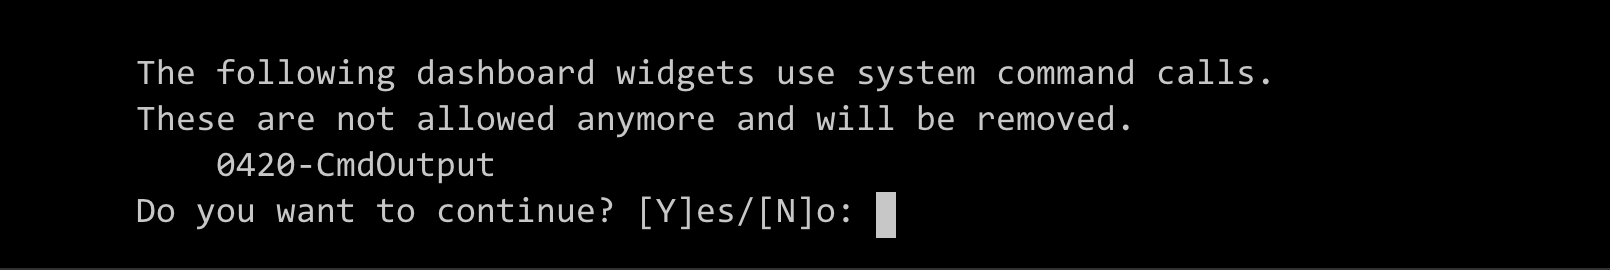 The following dashboard widgets use system command calls.
These are not allowed anymore and will be removed.
0420-CmdOutput
Do you want to continue? [Y]es/[N]o: